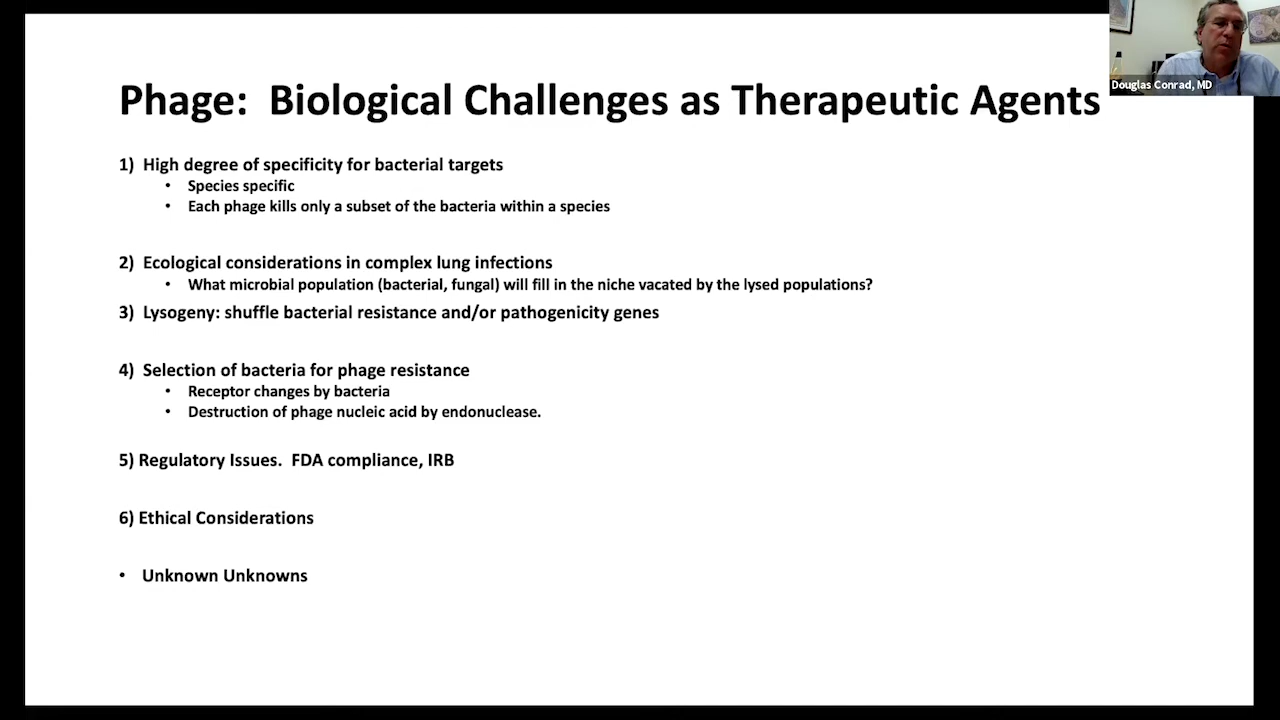 Douglas Conrad, MD
Phage:  Biological Challenges as Therapeutic Agents
1)  High degree of specificity for bacterial targets
•  Species specific
•  Each phage kills only a subset of the bacteria within a species
2)  Ecological considerations in complex lung infections
•  What microbial population (bacterial, fungal) will fill in the niche vacated by the lysed populations?
3)  Lysogeny: shuffle bacterial resistance and/or pathogenicity genes
4)  Selection of bacteria for phage resistance
•  Receptor changes by bacteria
•  Destruction of phage nucleic acid by endonuclease.
5) Regulatory Issues.  FDA compliance, IRB
6) Ethical Considerations
•  Unknown Unknowns